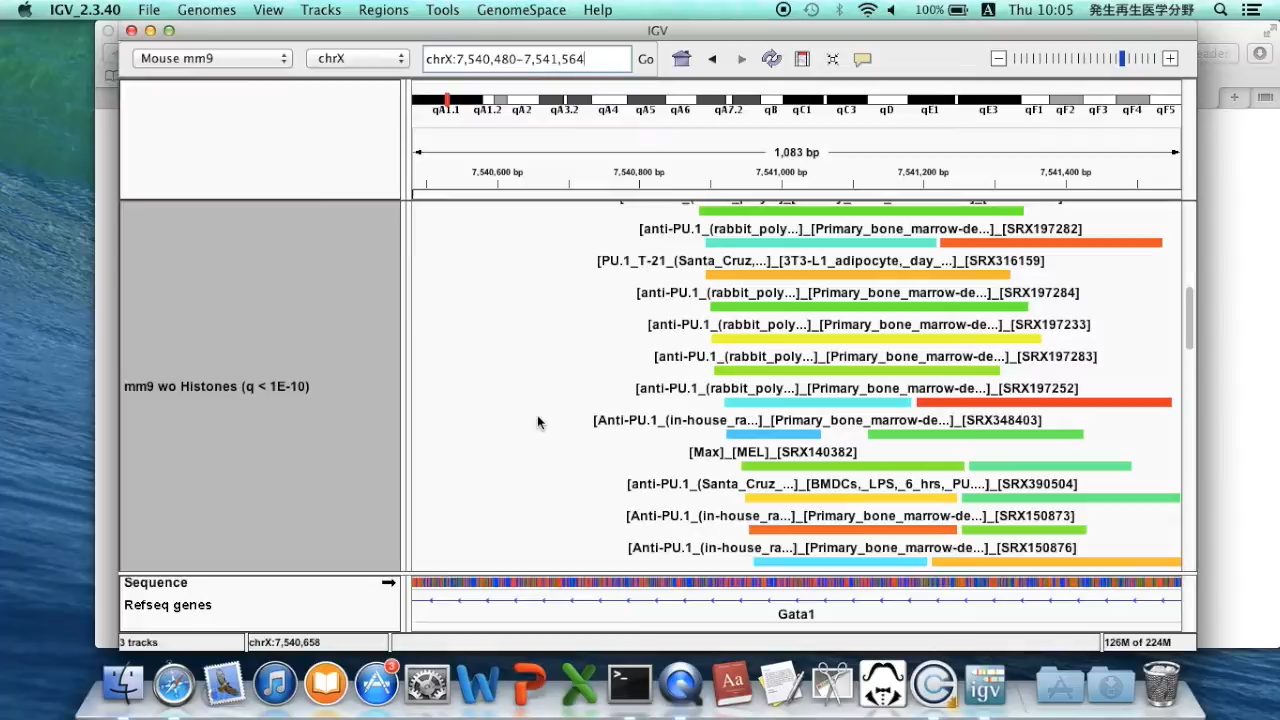 IGV_2.3.40 File Genomes View Tracks Regions Tools GenomeSpace Help 100% A Thu 10:05 発生再生医学分野
IGV
Mouse mm9 chrX chrX:7,540,480-7,541,564 Go
qA1.1 qA1.2 qA2 qA3.2 qA4 qA5 qA6 qA7.2 qB qC1 qC3 qD qE1 qE3 qF1 qF2 qF3 qF4 qF5
1,083 bp
7,540,600 bp 7,540,800 bp 7,541,000 bp 7,541,200 bp 7,541,400 bp
[anti-PU.1_(rabbit_poly...]_[Primary_bone_marrow-de...]_[SRX197282]
[PU.1_T-21_(Santa_Cruz,...]_[3T3-L1_adipocyte,_day_...]_[SRX316159]
[anti-PU.1_(rabbit_poly...]_[Primary_bone_marrow-de...]_[SRX197284]
[anti-PU.1_(rabbit_poly...]_[Primary_bone_marrow-de...]_[SRX197233]
[anti-PU.1_(rabbit_poly...]_[Primary_bone_marrow-de...]_[SRX197283]
mm9 wo Histones (q < 1E-10)
[anti-PU.1_(rabbit_poly...]_[Primary_bone_marrow-de...]_[SRX197252]
[Anti-PU.1_(in-house_ra...]_[Primary_bone_marrow-de...]_[SRX348403]
[Max]_[MEL]_[SRX140382]
[anti-PU.1_(Santa_Cruz_...]_[BMDCs,_LPS,_6_hrs,_PU....]_[SRX390504]
[Anti-PU.1_(in-house_ra...]_[Primary_bone_marrow-de...]_[SRX150873]
[Anti-PU.1_(in-house_ra...]_[Primary_bone_marrow-de...]_[SRX150876]
Sequence
Refseq genes
Gata1
3 tracks chrX:7,540,658 126M of 224M
3
Aa
igv